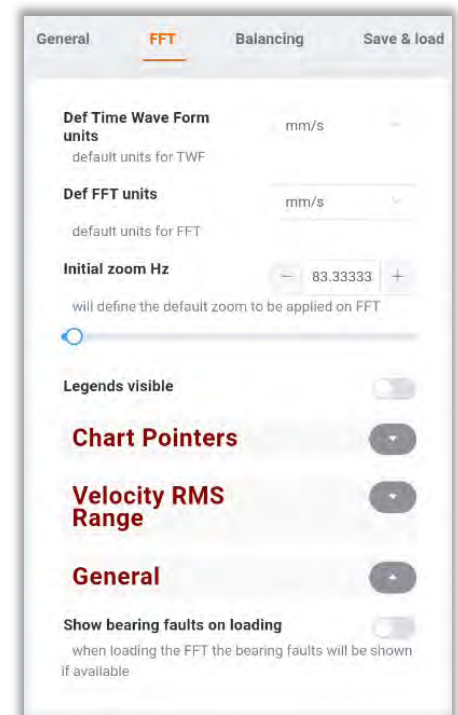 General FFT Balancing Save & load
Def Time Wave Form
units
mm/s
default units for TWF
Def FFT units
mm/s
default units for FFT
Initial zoom Hz
− 83.33333 +
will define the default zoom to be applied on FFT
Legends visible
Chart Pointers
Velocity RMS
Range
General
Show bearing faults on loading
when loading the FFT the bearing faults will be shown
if available